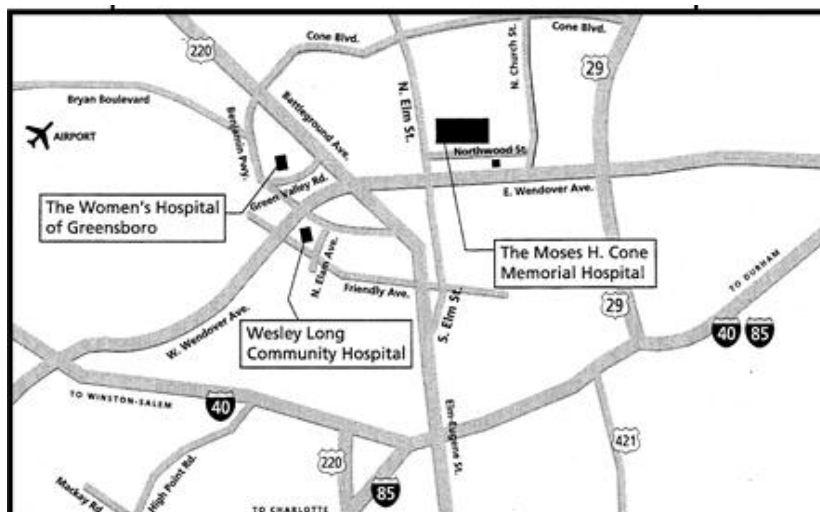 Cone Blvd.
Cone Blvd.
220
29
N. Church St.
N. Elm St.
Bryan Boulevard
Benjamin Pwy.
Battleground Ave.
AIRPORT
Northwood St.
Green Valley Rd.
E. Wendover Ave.
The Women's Hospital
of Greensboro
N. Elam Ave.
The Moses H. Cone
Memorial Hospital
TO DURHAM
Friendly Ave.
S. Elm St.
29
W. Wendover Ave.
Wesley Long
Community Hospital
40
85
TO WINSTON-SALEM
40
Elm-Eugene St.
421
220
High Point Rd.
Mackay Rd
85
TO CHARLOTTE